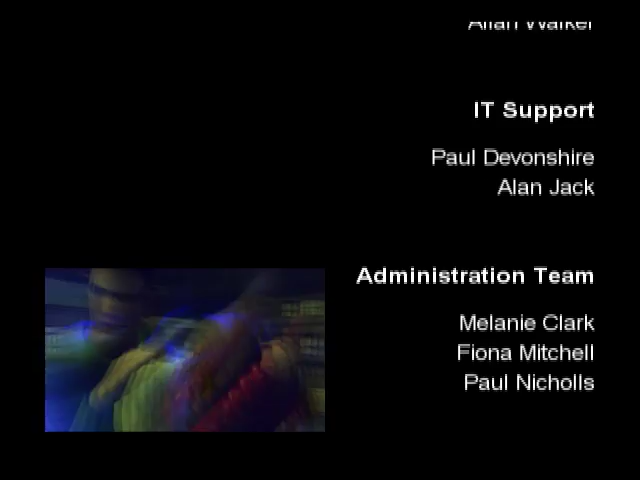 IT Support
Paul Devonshire
Alan Jack
Administration Team
Melanie Clark
Fiona Mitchell
Paul Nicholls